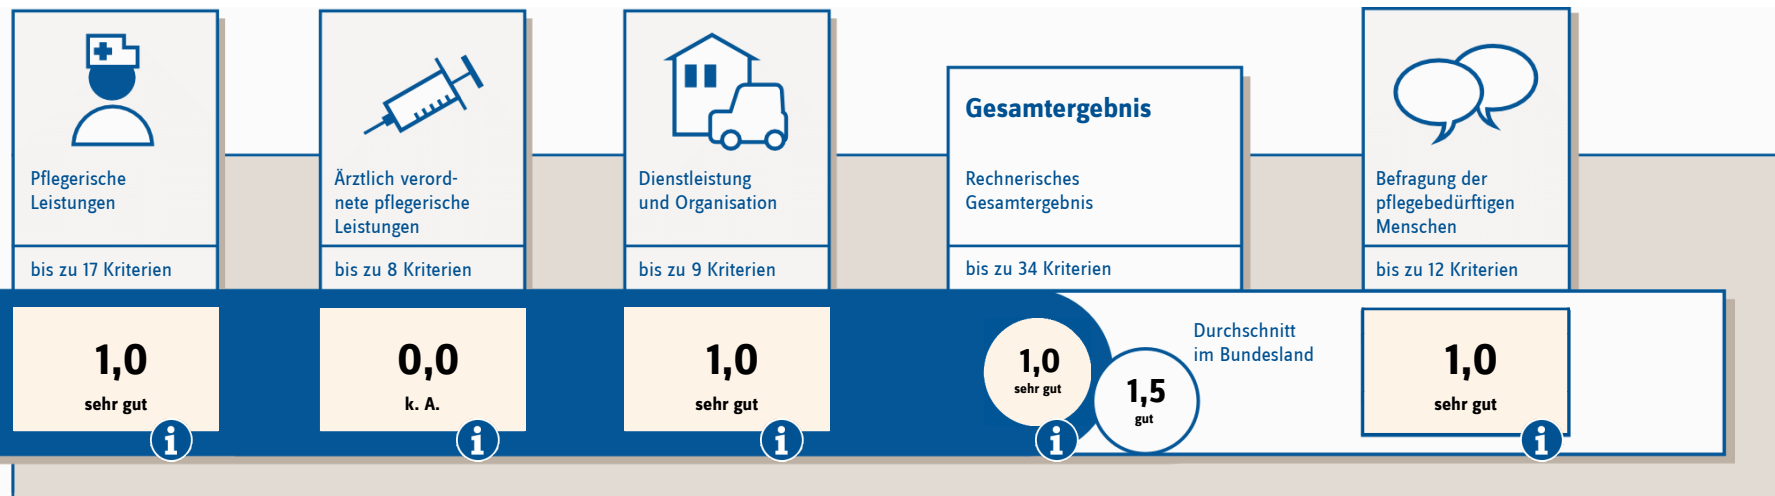 Pflegerische
Leistungen
bis zu 17 Kriterien
1,0
sehr gut
Ärztlich verord-
nete pflegerische
Leistungen
bis zu 8 Kriterien
0,0
k. A.
Dienstleistung
und Organisation
bis zu 9 Kriterien
1,0
sehr gut
Gesamtergebnis
Rechnerisches
Gesamtergebnis
bis zu 34 Kriterien
1,0
sehr gut
1,5
gut
Durchschnitt
im Bundesland
Befragung der
pflegebedürftigen
Menschen
bis zu 12 Kriterien
1,0
sehr gut